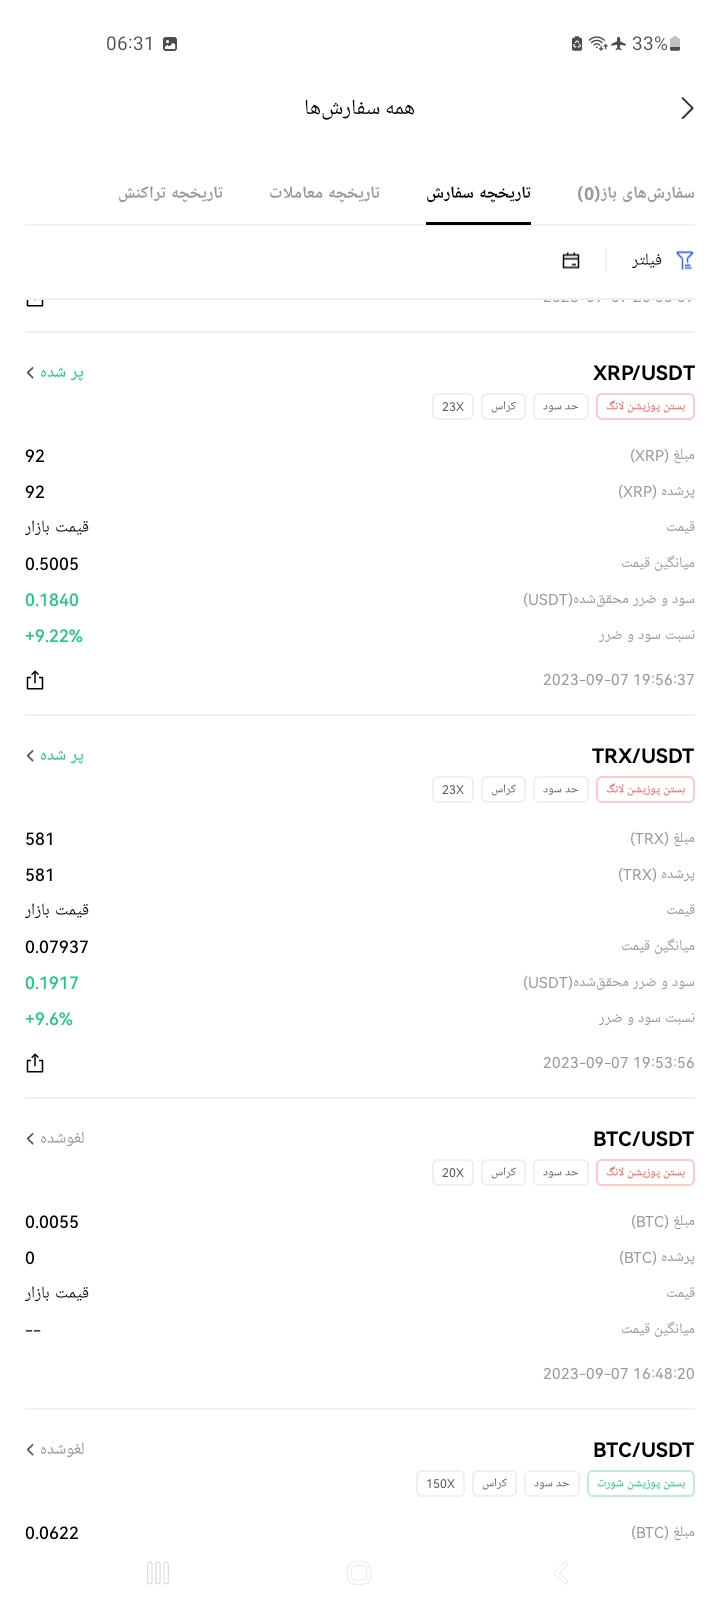 06:31
33%
همه سفارش‌ها
سفارش‌های باز(0) تاریخچه سفارش تاریخچه معاملات تاریخچه تراکنش
فیلتر
XRP/USDT پر شده
بستن پوزیشن لانگ حد سود کراس 23X
مبلغ (XRP) 92
پرشده (XRP) 92
قیمت قیمت بازار
میانگین قیمت 0.5005
سود و ضرر محقق‌شده(USDT) 0.1840
نسبت سود و ضرر +9.22%
2023-09-07 19:56:37
TRX/USDT پر شده
بستن پوزیشن لانگ حد سود کراس 23X
مبلغ (TRX) 581
پرشده (TRX) 581
قیمت قیمت بازار
میانگین قیمت 0.07937
سود و ضرر محقق‌شده(USDT) 0.1917
نسبت سود و ضرر +9.6%
2023-09-07 19:53:56
BTC/USDT لغوشده
بستن پوزیشن لانگ حد سود کراس 20X
مبلغ (BTC) 0.0055
پرشده (BTC) 0
قیمت قیمت بازار
میانگین قیمت --
2023-09-07 16:48:20
BTC/USDT لغوشده
بستن پوزیشن شورت حد سود کراس 150X
مبلغ (BTC) 0.0622